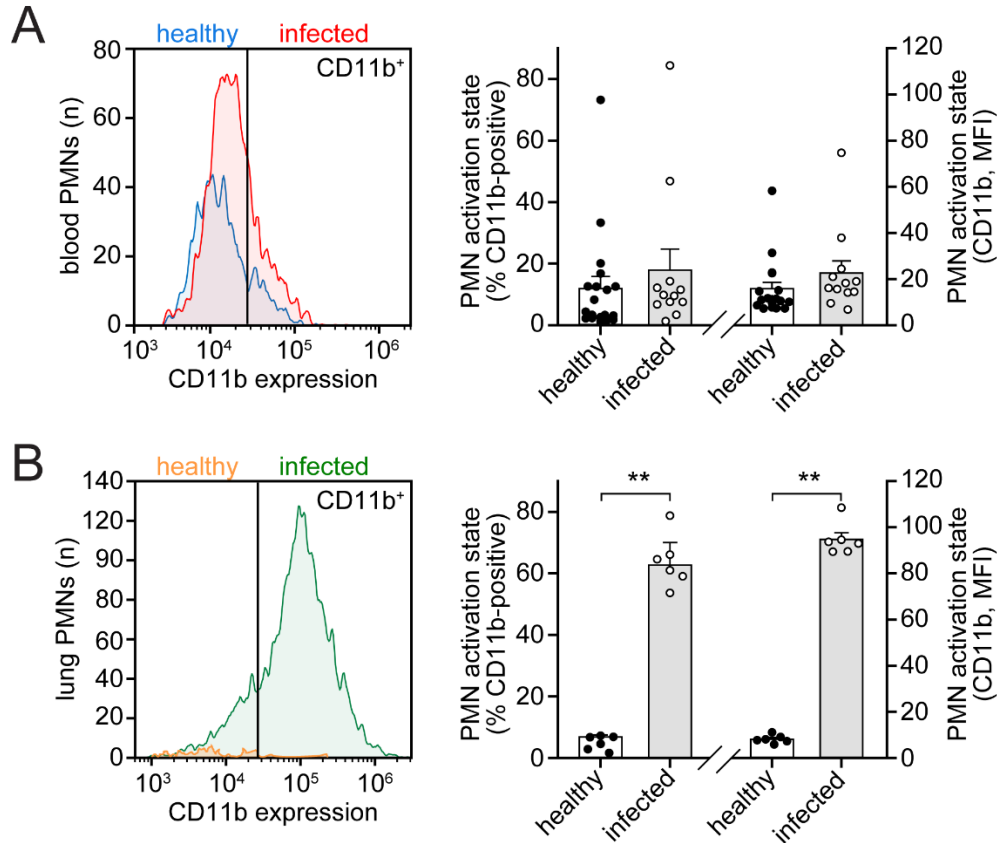 A
healthy infected
CD11b⁺
80
60
40
20
0
blood PMNs (n)
10³ 10⁴ 10⁵ 10⁶
CD11b expression
PMN activation state
(% CD11b-positive)
80
60
40
20
0
120
100
80
60
40
20
0
PMN activation state
(CD11b, MFI)
healthy
infected
healthy
infected
B
healthy infected
CD11b⁺
140
120
100
80
60
40
20
0
lung PMNs (n)
10³ 10⁴ 10⁵ 10⁶
CD11b expression
PMN activation state
(% CD11b-positive)
80
60
40
20
0
** **
120
100
80
60
40
20
0
PMN activation state
(CD11b, MFI)
healthy
infected
healthy
infected